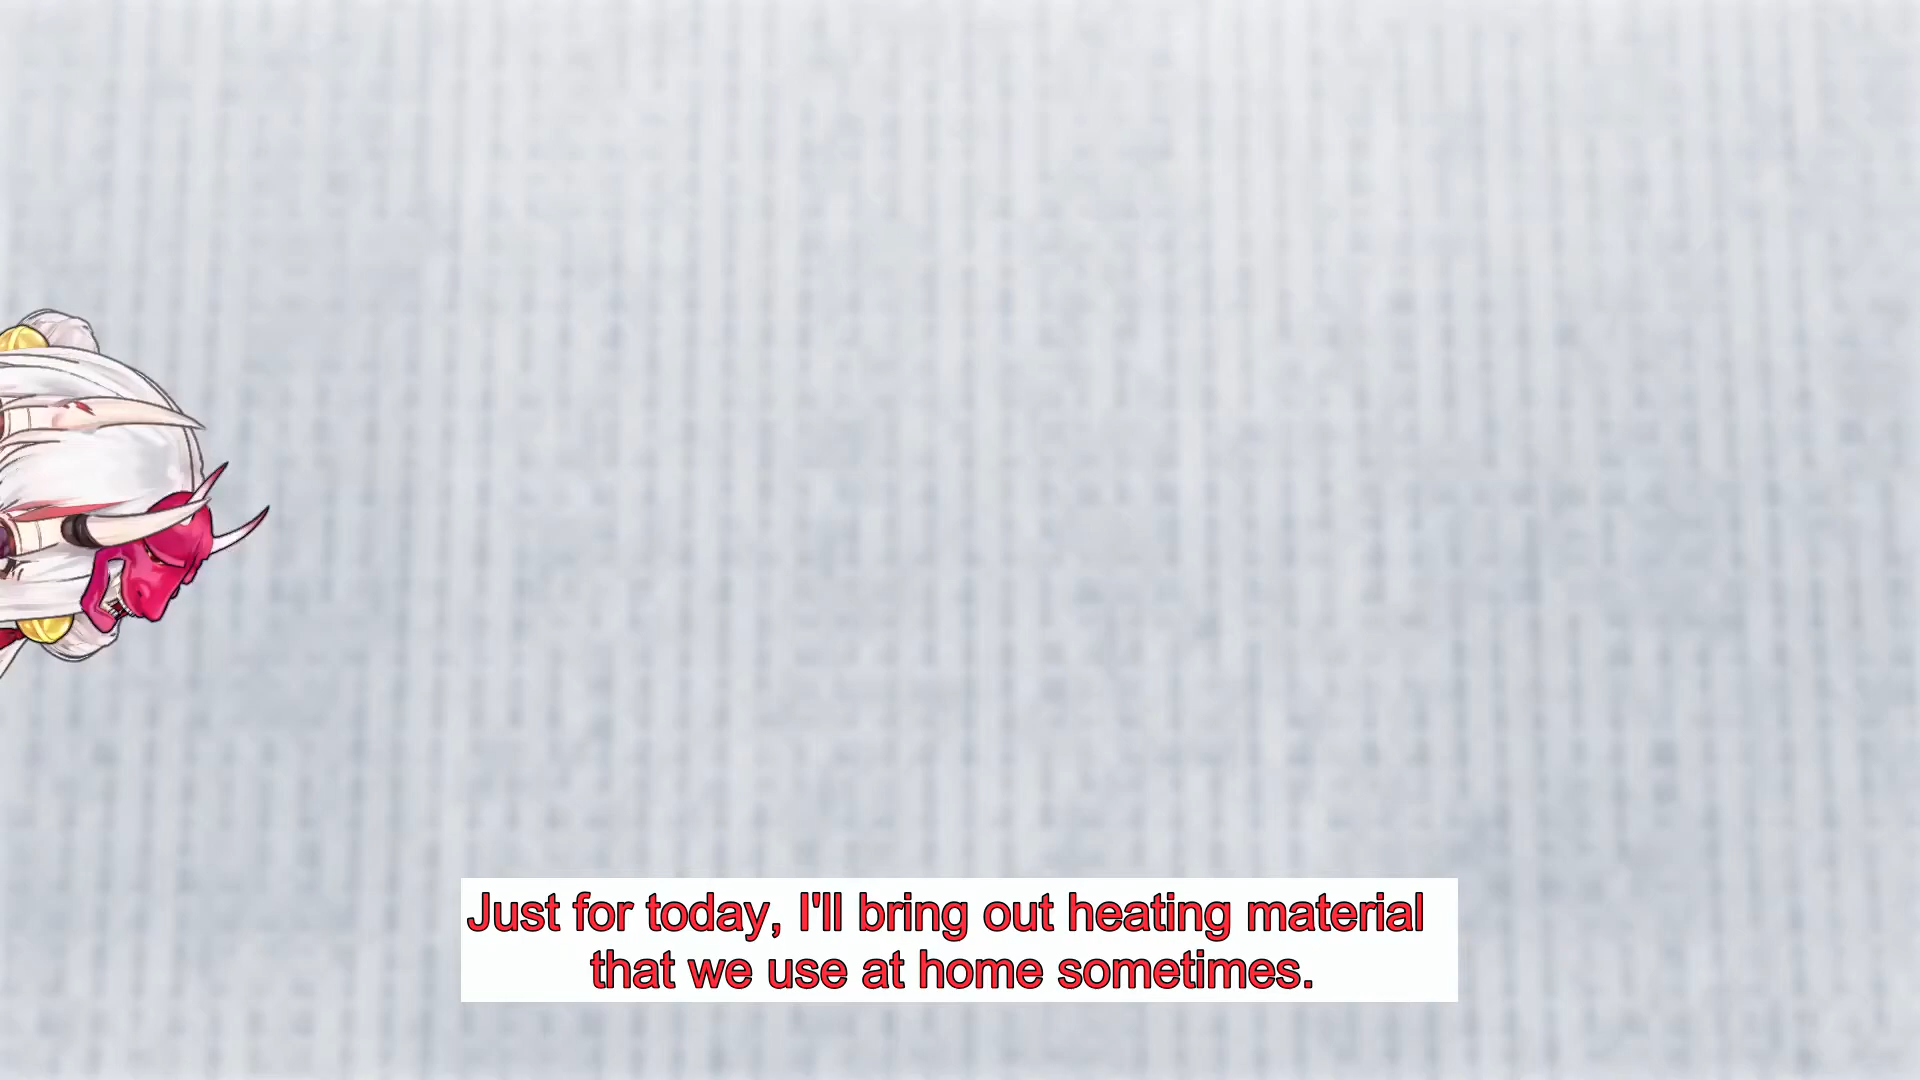 Just for today, I'll bring out heating material
that we use at home sometimes.